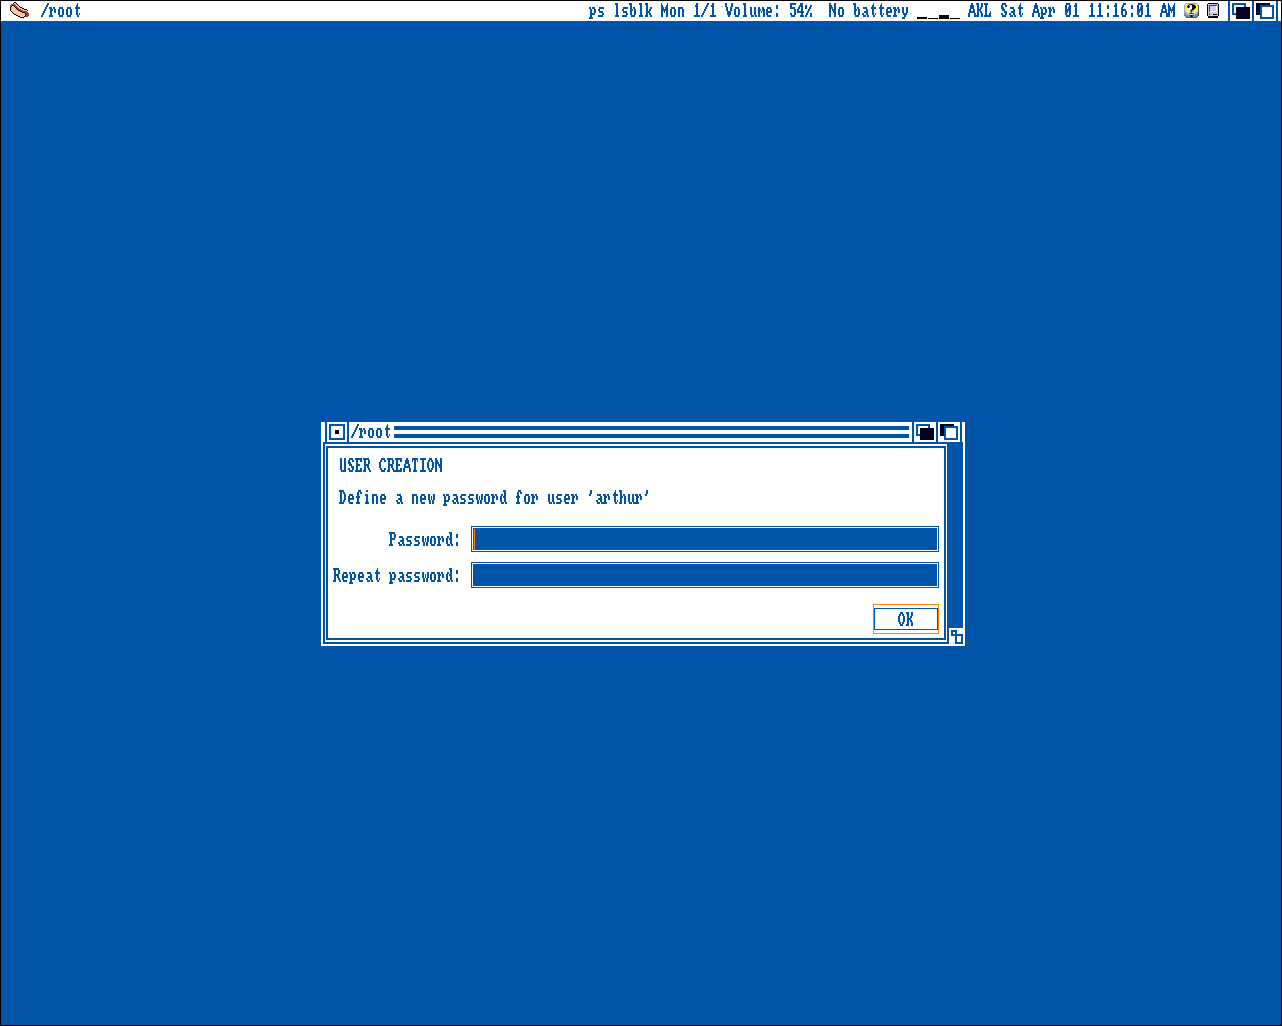 /root ps lsblk Mon 1/1 Volume: 54% No battery AKL Sat Apr 01 11:16:01 AM
/root
USER CREATION
Define a new password for user 'arthur'
Password:
Repeat password:
OK